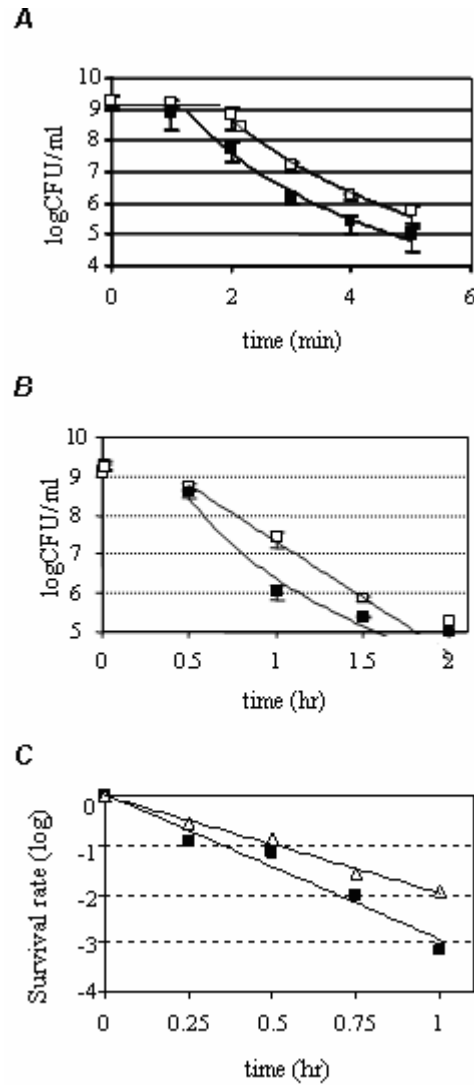 A
10
9
8
7
6
5
4
logCFU/ml
0 2 4 6
time (min)
B
10
9
8
7
6
5
logCFU/ml
0 0.5 1 1.5 2
time (hr)
C
0
-1
-2
-3
-4
Survival rate (log)
0 0.25 0.5 0.75 1
time (hr)